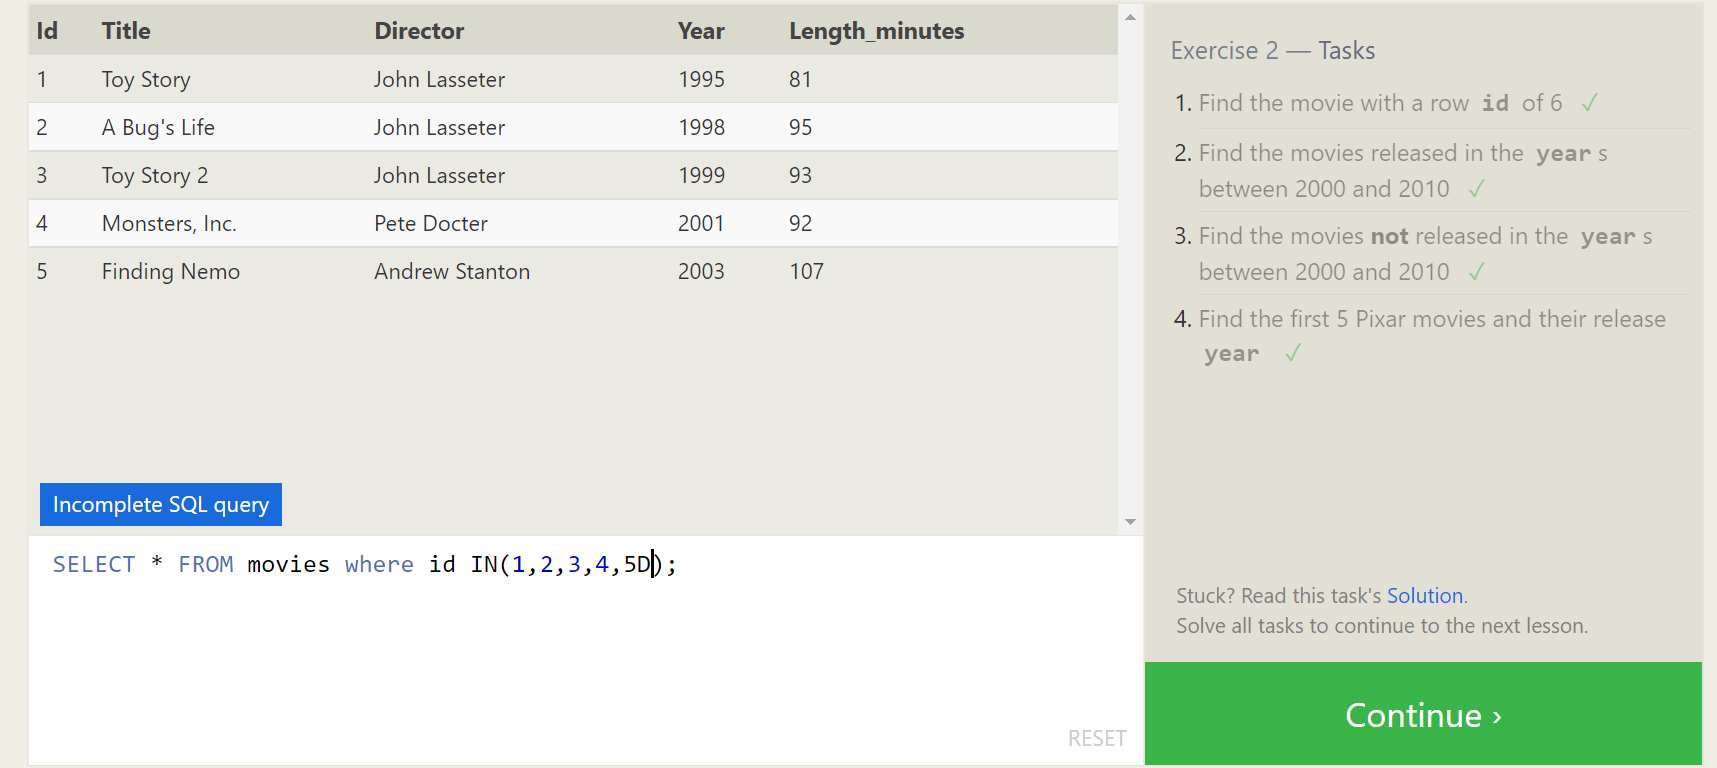 Id Title Director Year Length_minutes
1 Toy Story John Lasseter 1995 81
2 A Bug's Life John Lasseter 1998 95
3 Toy Story 2 John Lasseter 1999 93
4 Monsters, Inc. Pete Docter 2001 92
5 Finding Nemo Andrew Stanton 2003 107
Incomplete SQL query
SELECT * FROM movies where id IN(1,2,3,4,5D);
RESET
Exercise 2 — Tasks
1. Find the movie with a row id of 6 ✓
2. Find the movies released in the year s
between 2000 and 2010 ✓
3. Find the movies not released in the year s
between 2000 and 2010 ✓
4. Find the first 5 Pixar movies and their release
year ✓
Stuck? Read this task's Solution.
Solve all tasks to continue to the next lesson.
Continue ›